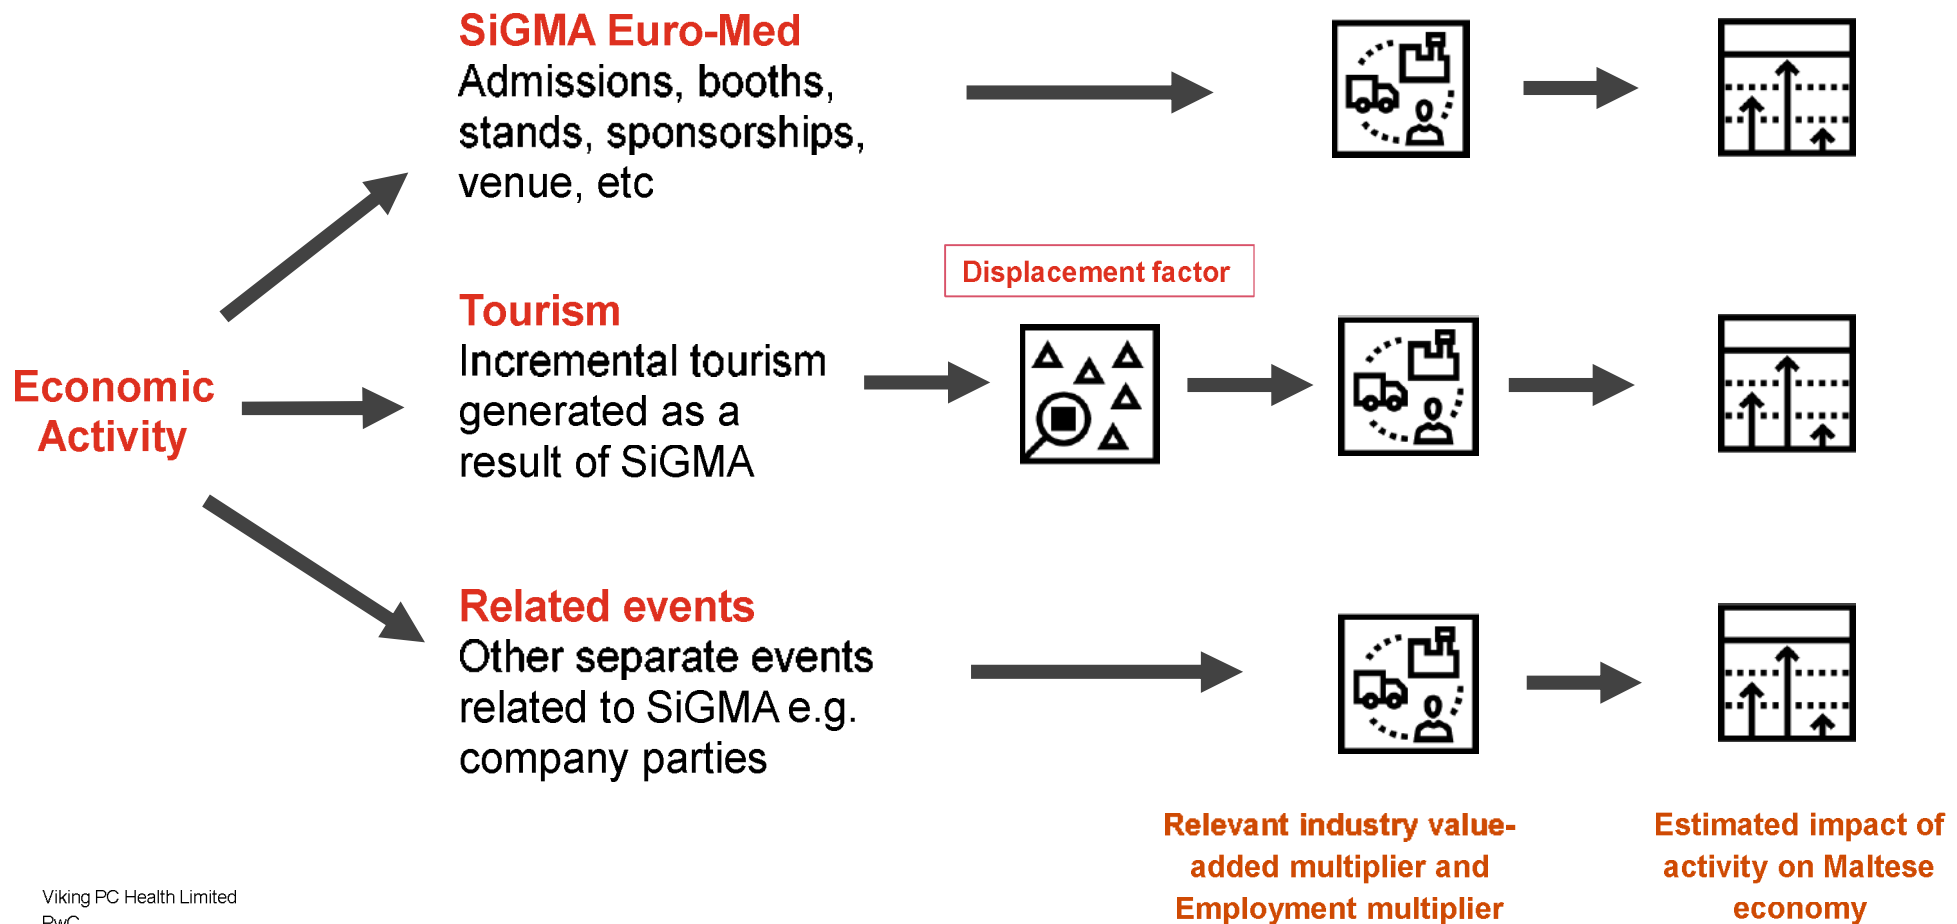 SiGMA Euro-Med
Admissions, booths,
stands, sponsorships,
venue, etc
Displacement factor
Tourism
Incremental tourism
generated as a
result of SiGMA
Economic
Activity
Related events
Other separate events
related to SiGMA e.g.
company parties
Relevant industry value-
added multiplier and
Employment multiplier
Estimated impact of
activity on Maltese
economy
Viking PC Health Limited
PwC